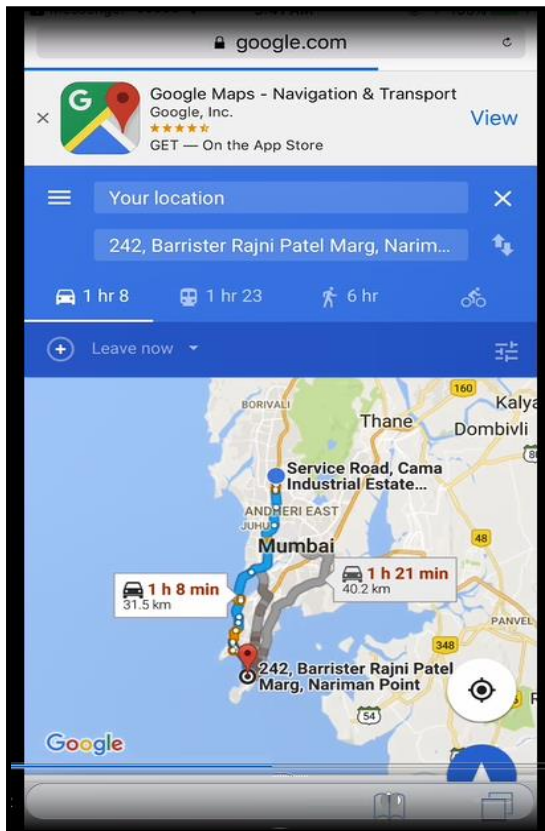 google.com
G
Google Maps - Navigation & Transport
Google, Inc.
GET — On the App Store
View
Your location
242, Barrister Rajni Patel Marg, Narim...
1 hr 8
1 hr 23
6 hr
Leave now
160
BORIVALI
Kalya
Thane
Dombivli
Service Road, Cama
Industrial Estate...
ANDHERI EAST
JUHU
Mumbai
48
1 h 8 min
31.5 km
1 h 21 min
40.2 km
PANVEL
348
242, Barrister Rajni Patel
Marg, Nariman Point
54
Google